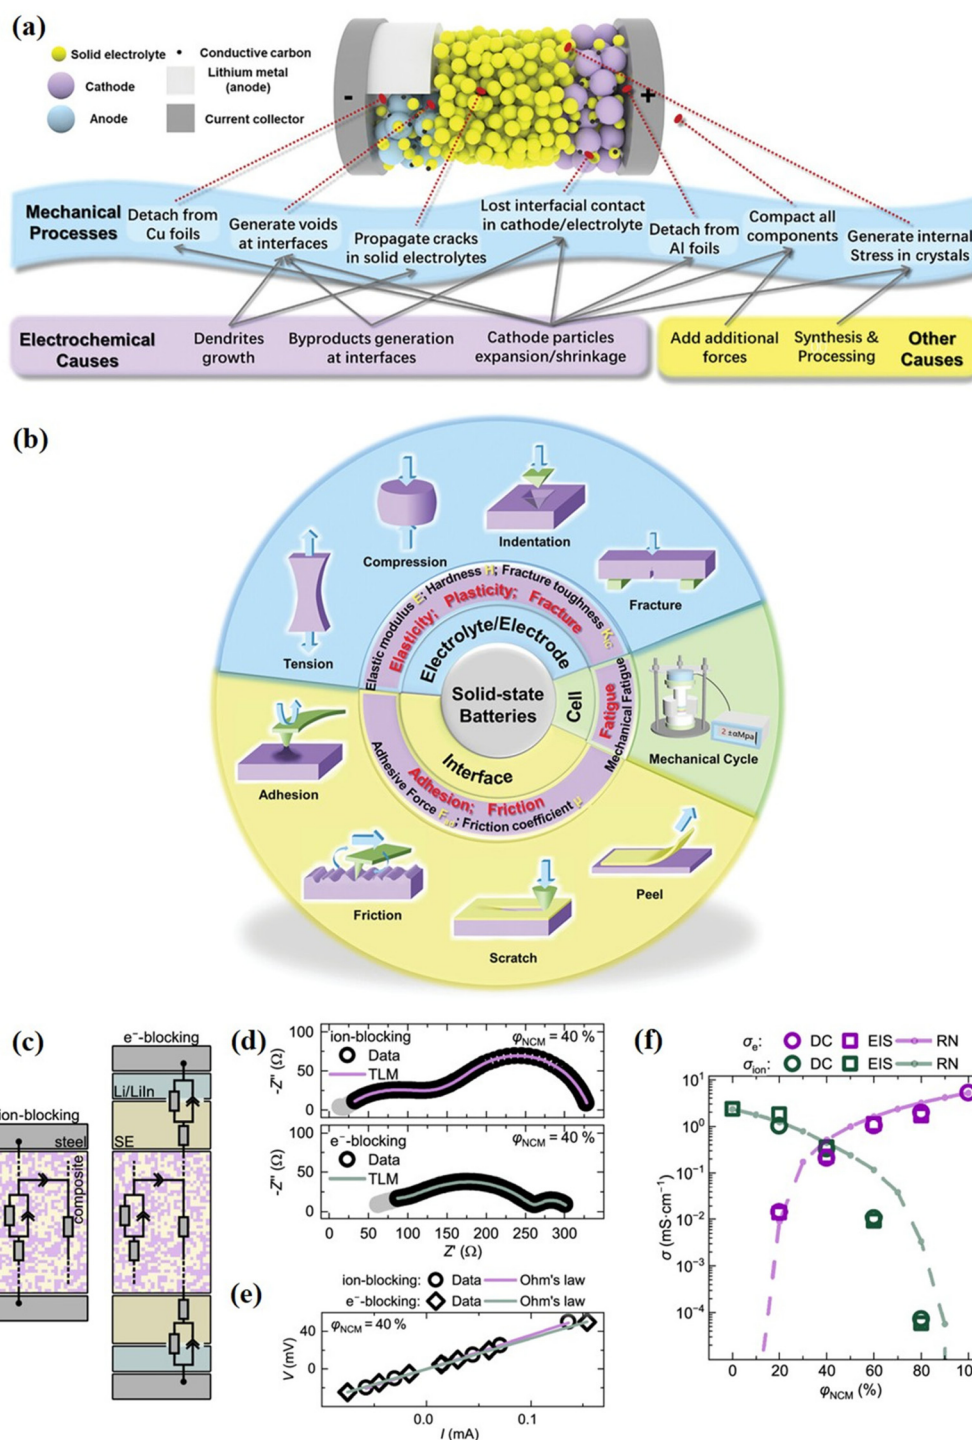 (a)
Solid electrolyte
Conductive carbon
Cathode
Lithium metal
(anode)
Anode
Current collector
-
+
Mechanical
Processes
Detach from
Cu foils
Generate voids
at interfaces
Propagate cracks
in solid electrolytes
Lost interfacial contact
in cathode/electrolyte
Detach from
Al foils
Compact all
components
Generate internal
Stress in crystals
Electrochemical
Causes
Dendrites
growth
Byproducts generation
at interfaces
Cathode particles
expansion/shrinkage
Add additional
forces
Synthesis &
Processing
Other
Causes
(b)
Tension
Compression
Indentation
Fracture
Elastic modulus E; Hardness H; Fracture toughness K
Elasticity; Plasticity; Fracture
Electrolyte/Electrode
Solid-state
Batteries
Cell
Fatigue
Mechanical Fatigue
2 ±αMpa
Mechanical Cycle
Interface
Adhesion; Friction
Adhesive Force F ; Friction coefficient μ
Adhesion
Friction
Scratch
Peel
(c)
e⁻-blocking
Li/LiIn
ion-blocking
steel
SE
composite
(d)
100
50
0
-Z'' (Ω)
ion-blocking
Data
TLM
φNCM = 40 %
100
50
0
-Z'' (Ω)
e⁻-blocking
Data
TLM
φNCM = 40 %
0 50 100 150 200 250 300
Z' (Ω)
(e)
ion-blocking: Data Ohm's law
e⁻-blocking: Data Ohm's law
φNCM = 40 %
40
0
V (mV)
0.0 0.1
I (mA)
(f)
σe: DC EIS RN
σion: DC EIS RN
10¹
10⁰
10⁻¹
10⁻²
10⁻³
10⁻⁴
σ (mS·cm⁻¹)
0 20 40 60 80 100
φNCM (%)